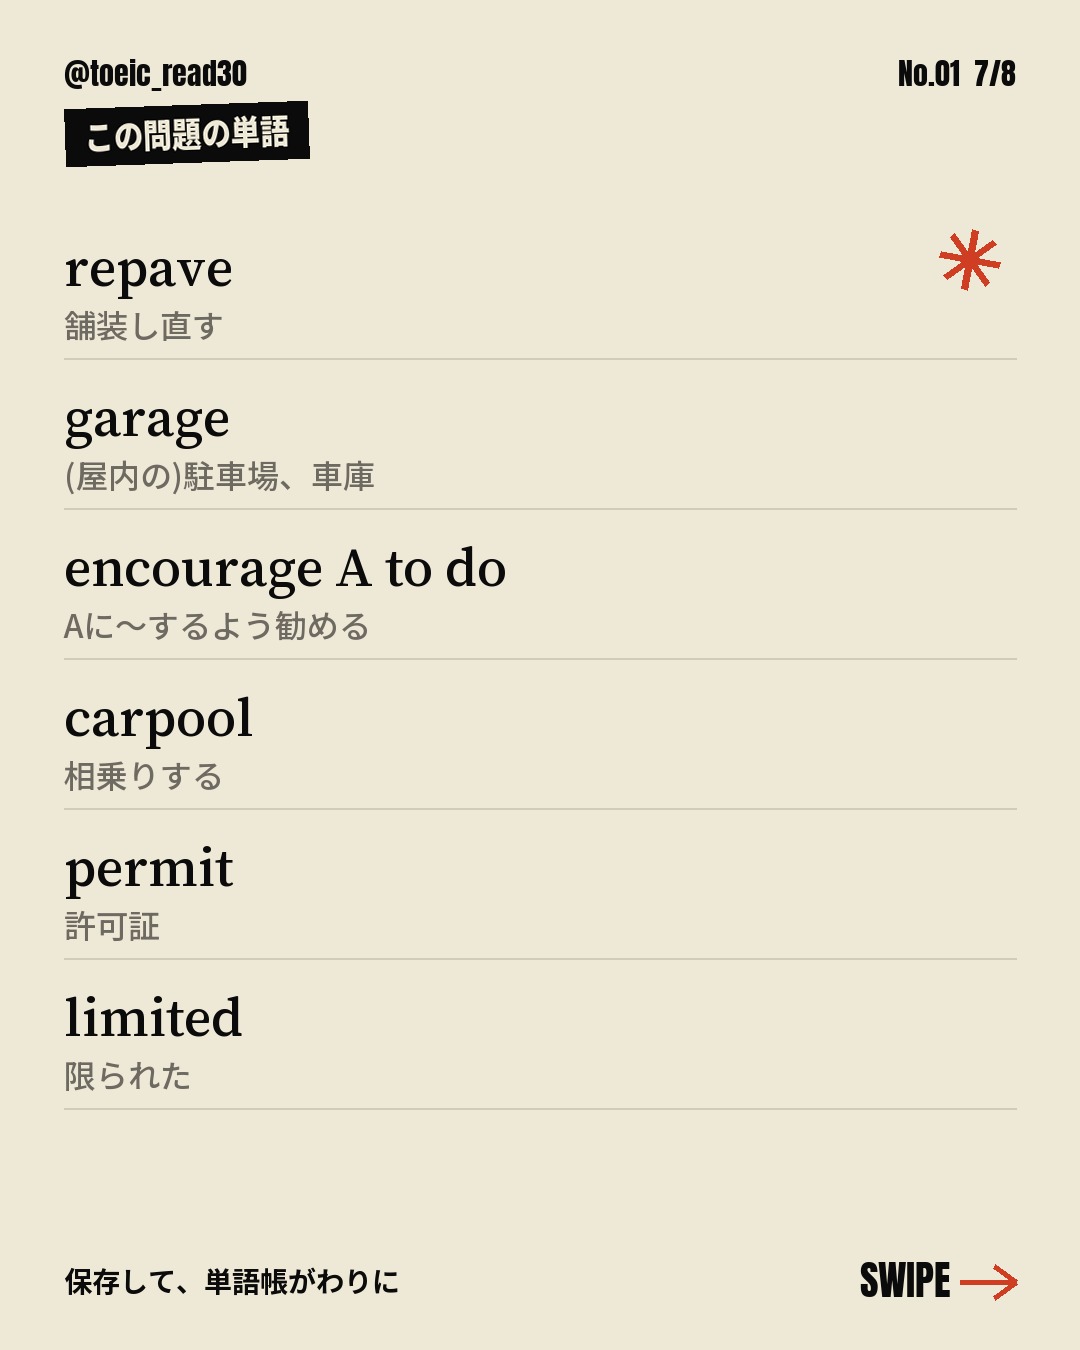 @toeic_read30
No.01 7/8
この問題の単語
repave
舗装し直す
garage
(屋内の)駐車場、車庫
encourage A to do
Aに〜するよう勧める
carpool
相乗りする
permit
許可証
limited
限られた
保存して、単語帳がわりに
SWIPE